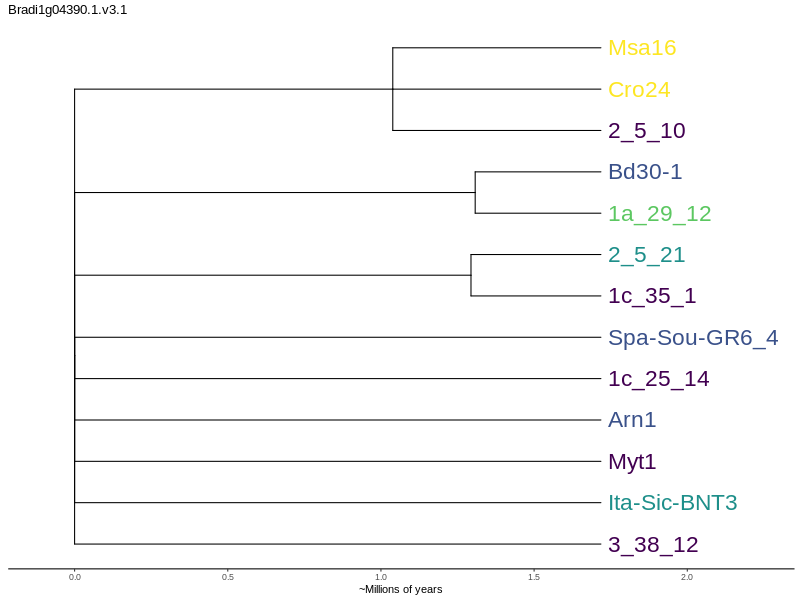 Bradi1g04390.1.v3.1
Msa16
Cro24
2_5_10
Bd30-1
1a_29_12
2_5_21
1c_35_1
Spa-Sou-GR6_4
1c_25_14
Arn1
Myt1
Ita-Sic-BNT3
3_38_12
0.0 0.5 1.0 1.5 2.0
~Millions of years